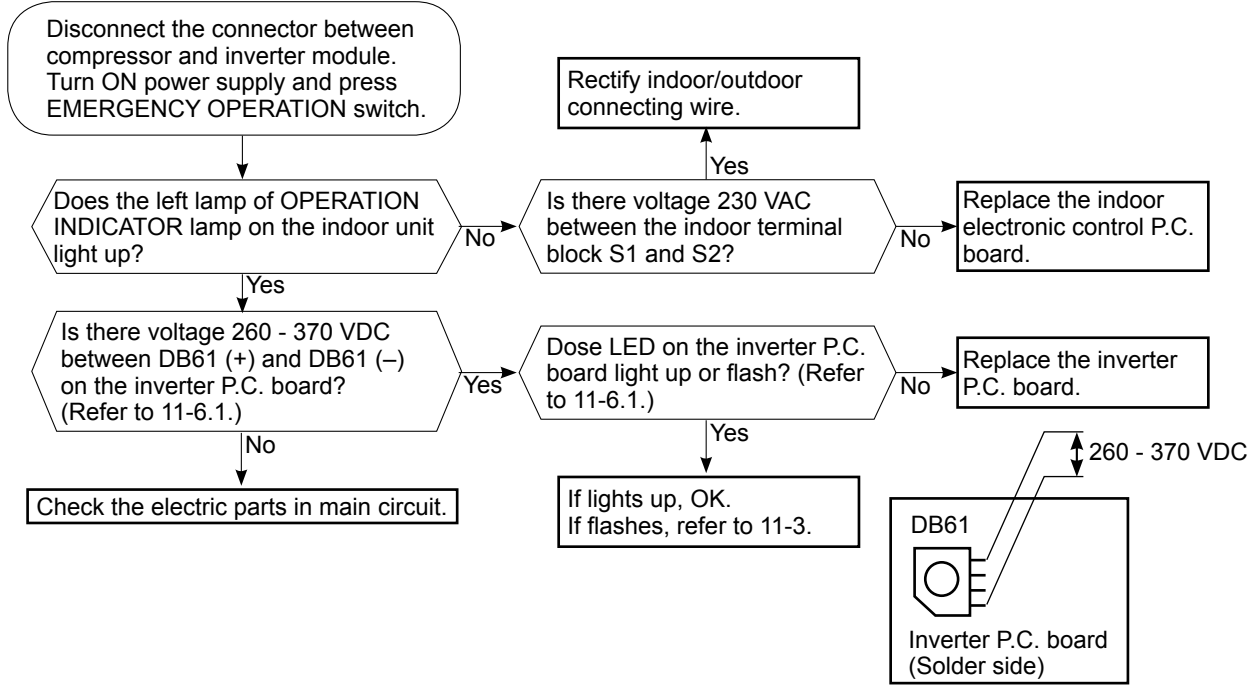 Disconnect the connector between
compressor and inverter module.
Turn ON power supply and press
EMERGENCY OPERATION switch.
Rectify indoor/outdoor
connecting wire.
Yes
Does the left lamp of OPERATION
INDICATOR lamp on the indoor unit
light up?
No
Is there voltage 230 VAC
between the indoor terminal
block S1 and S2?
No
Replace the indoor
electronic control P.C.
board.
Yes
Is there voltage 260 - 370 VDC
between DB61 (+) and DB61 (–)
on the inverter P.C. board?
(Refer to 11-6.1.)
Yes
Dose LED on the inverter P.C.
board light up or flash? (Refer
to 11-6.1.)
No
Replace the inverter
P.C. board.
No
Yes
Check the electric parts in main circuit.
If lights up, OK.
If flashes, refer to 11-3.
260 - 370 VDC
DB61
Inverter P.C. board
(Solder side)